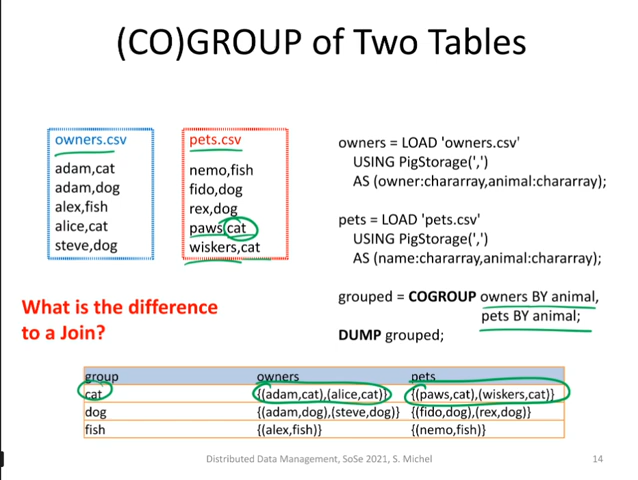 (CO)GROUP of Two Tables
owners.csv
adam,cat
adam,dog
alex,fish
alice,cat
steve,dog
pets.csv
nemo,fish
fido,dog
rex,dog
paws,cat
wiskers,cat
owners = LOAD 'owners.csv'
USING PigStorage(',')
AS (owner:chararray,animal:chararray);
pets = LOAD 'pets.csv'
USING PigStorage(',')
AS (name:chararray,animal:chararray);
grouped = COGROUP owners BY animal,
pets BY animal;
DUMP grouped;
What is the difference
to a Join?
group owners pets
cat {(adam,cat),(alice,cat)} {(paws,cat),(wiskers,cat)}
dog {(adam,dog),(steve,dog)} {(fido,dog),(rex,dog)}
fish {(alex,fish)} {(nemo,fish)}
Distributed Data Management, SoSe 2021, S. Michel
14